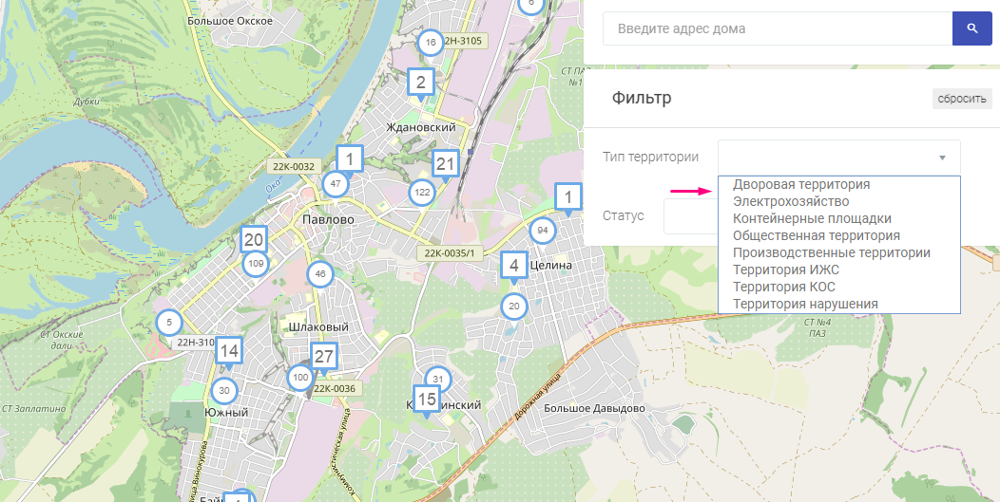 Большое Окское
6
16
22Н-3105
2
Дубки
Ждановский
СТ ПАЗ
№1
22К-0032
1
21
Ока
47
122
1
Павлово
94
20
22К-0035/1
109
46
4
Целина
20
5
Шлаковый
СТ Окские
дали
22Н-310
14
27
СТ №4
ПАЗ
100
22К-0036
30
31
15
СТ Заплатино
Южный
Дорожная улица
Большое Давыдово
Коммунистическая улица
улица Винокурова
Введите адрес дома
Фильтр
сбросить
Тип территории
Дворовая территория
Электрохозяйство
Контейнерные площадки
Общественная территория
Производственные территории
Территория ИЖС
Территория КОС
Территория нарушения
Статус